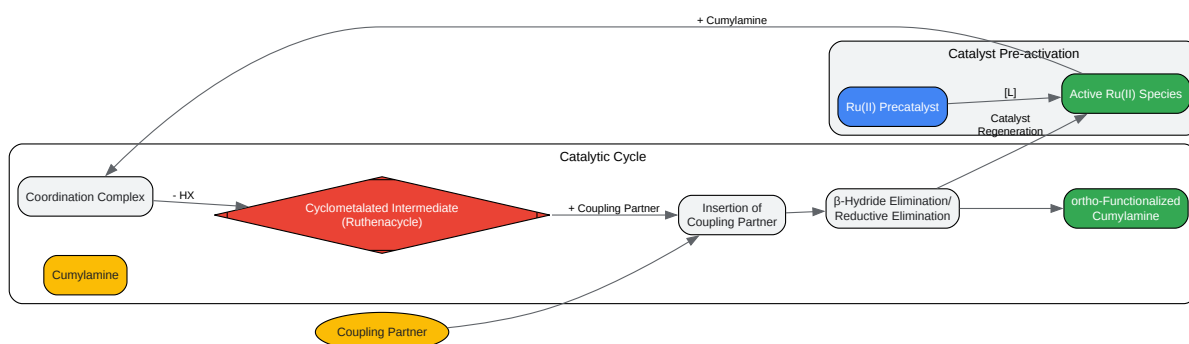 + Cumylamine
Catalyst Pre-activation
Ru(II) Precatalyst
[L]
Active Ru(II) Species
Catalyst
Regeneration
Catalytic Cycle
Coordination Complex
- HX
Cyclometalated Intermediate
(Ruthenacycle)
+ Coupling Partner
Insertion of
Coupling Partner
β-Hydride Elimination/
Reductive Elimination
ortho-Functionalized
Cumylamine
Cumylamine
Coupling Partner